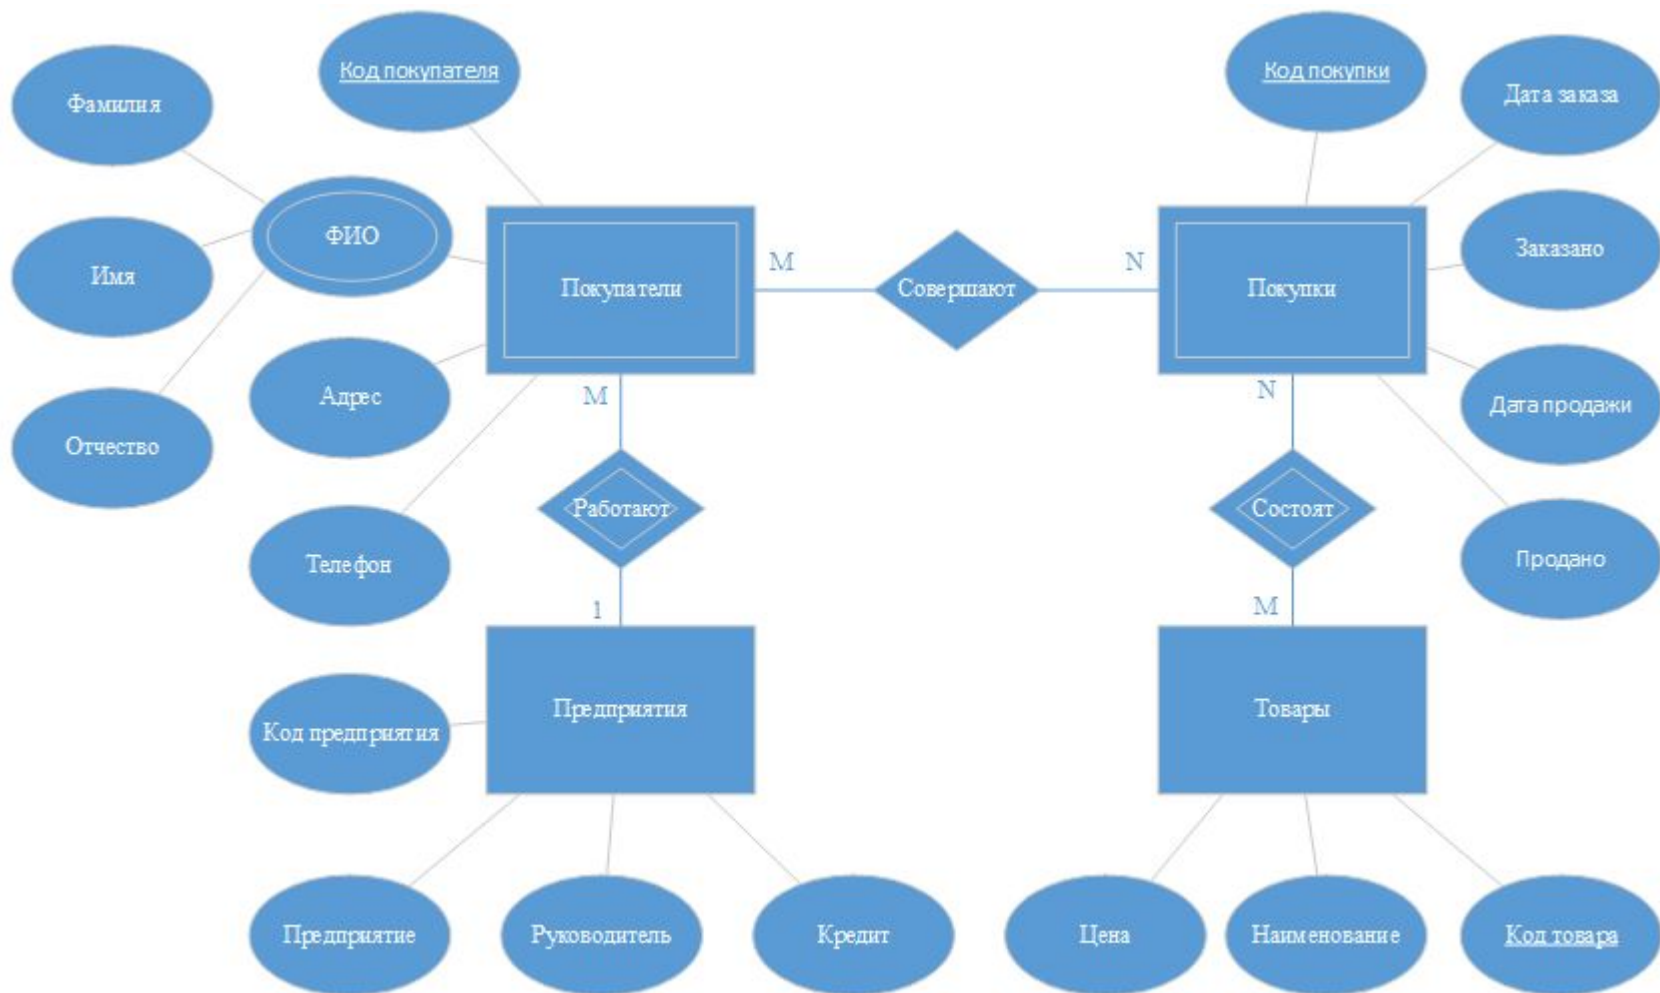 Код покупателя
Код покупки
Фамилия
Дата заказа
ФИО
Имя
Заказано
Покупатели
M
Совершают
N
Покупки
Адрес
M
N
Дата продажи
Отчество
Работают
Состоят
Телефон
Продано
1
M
Код предприятия
Предприятия
Товары
Предприятие
Руководитель
Кредит
Цена
Наименование
Код товара